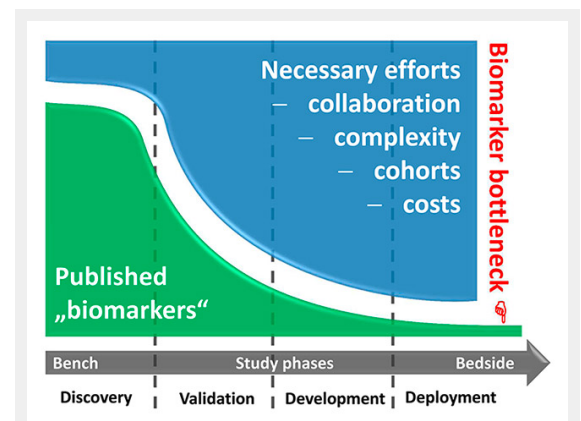 Necessary efforts
– collaboration
– complexity
– cohorts
– costs
Biomarker bottleneck
Published
„biomarkers“
Bench Study phases Bedside
Discovery Validation Development Deployment